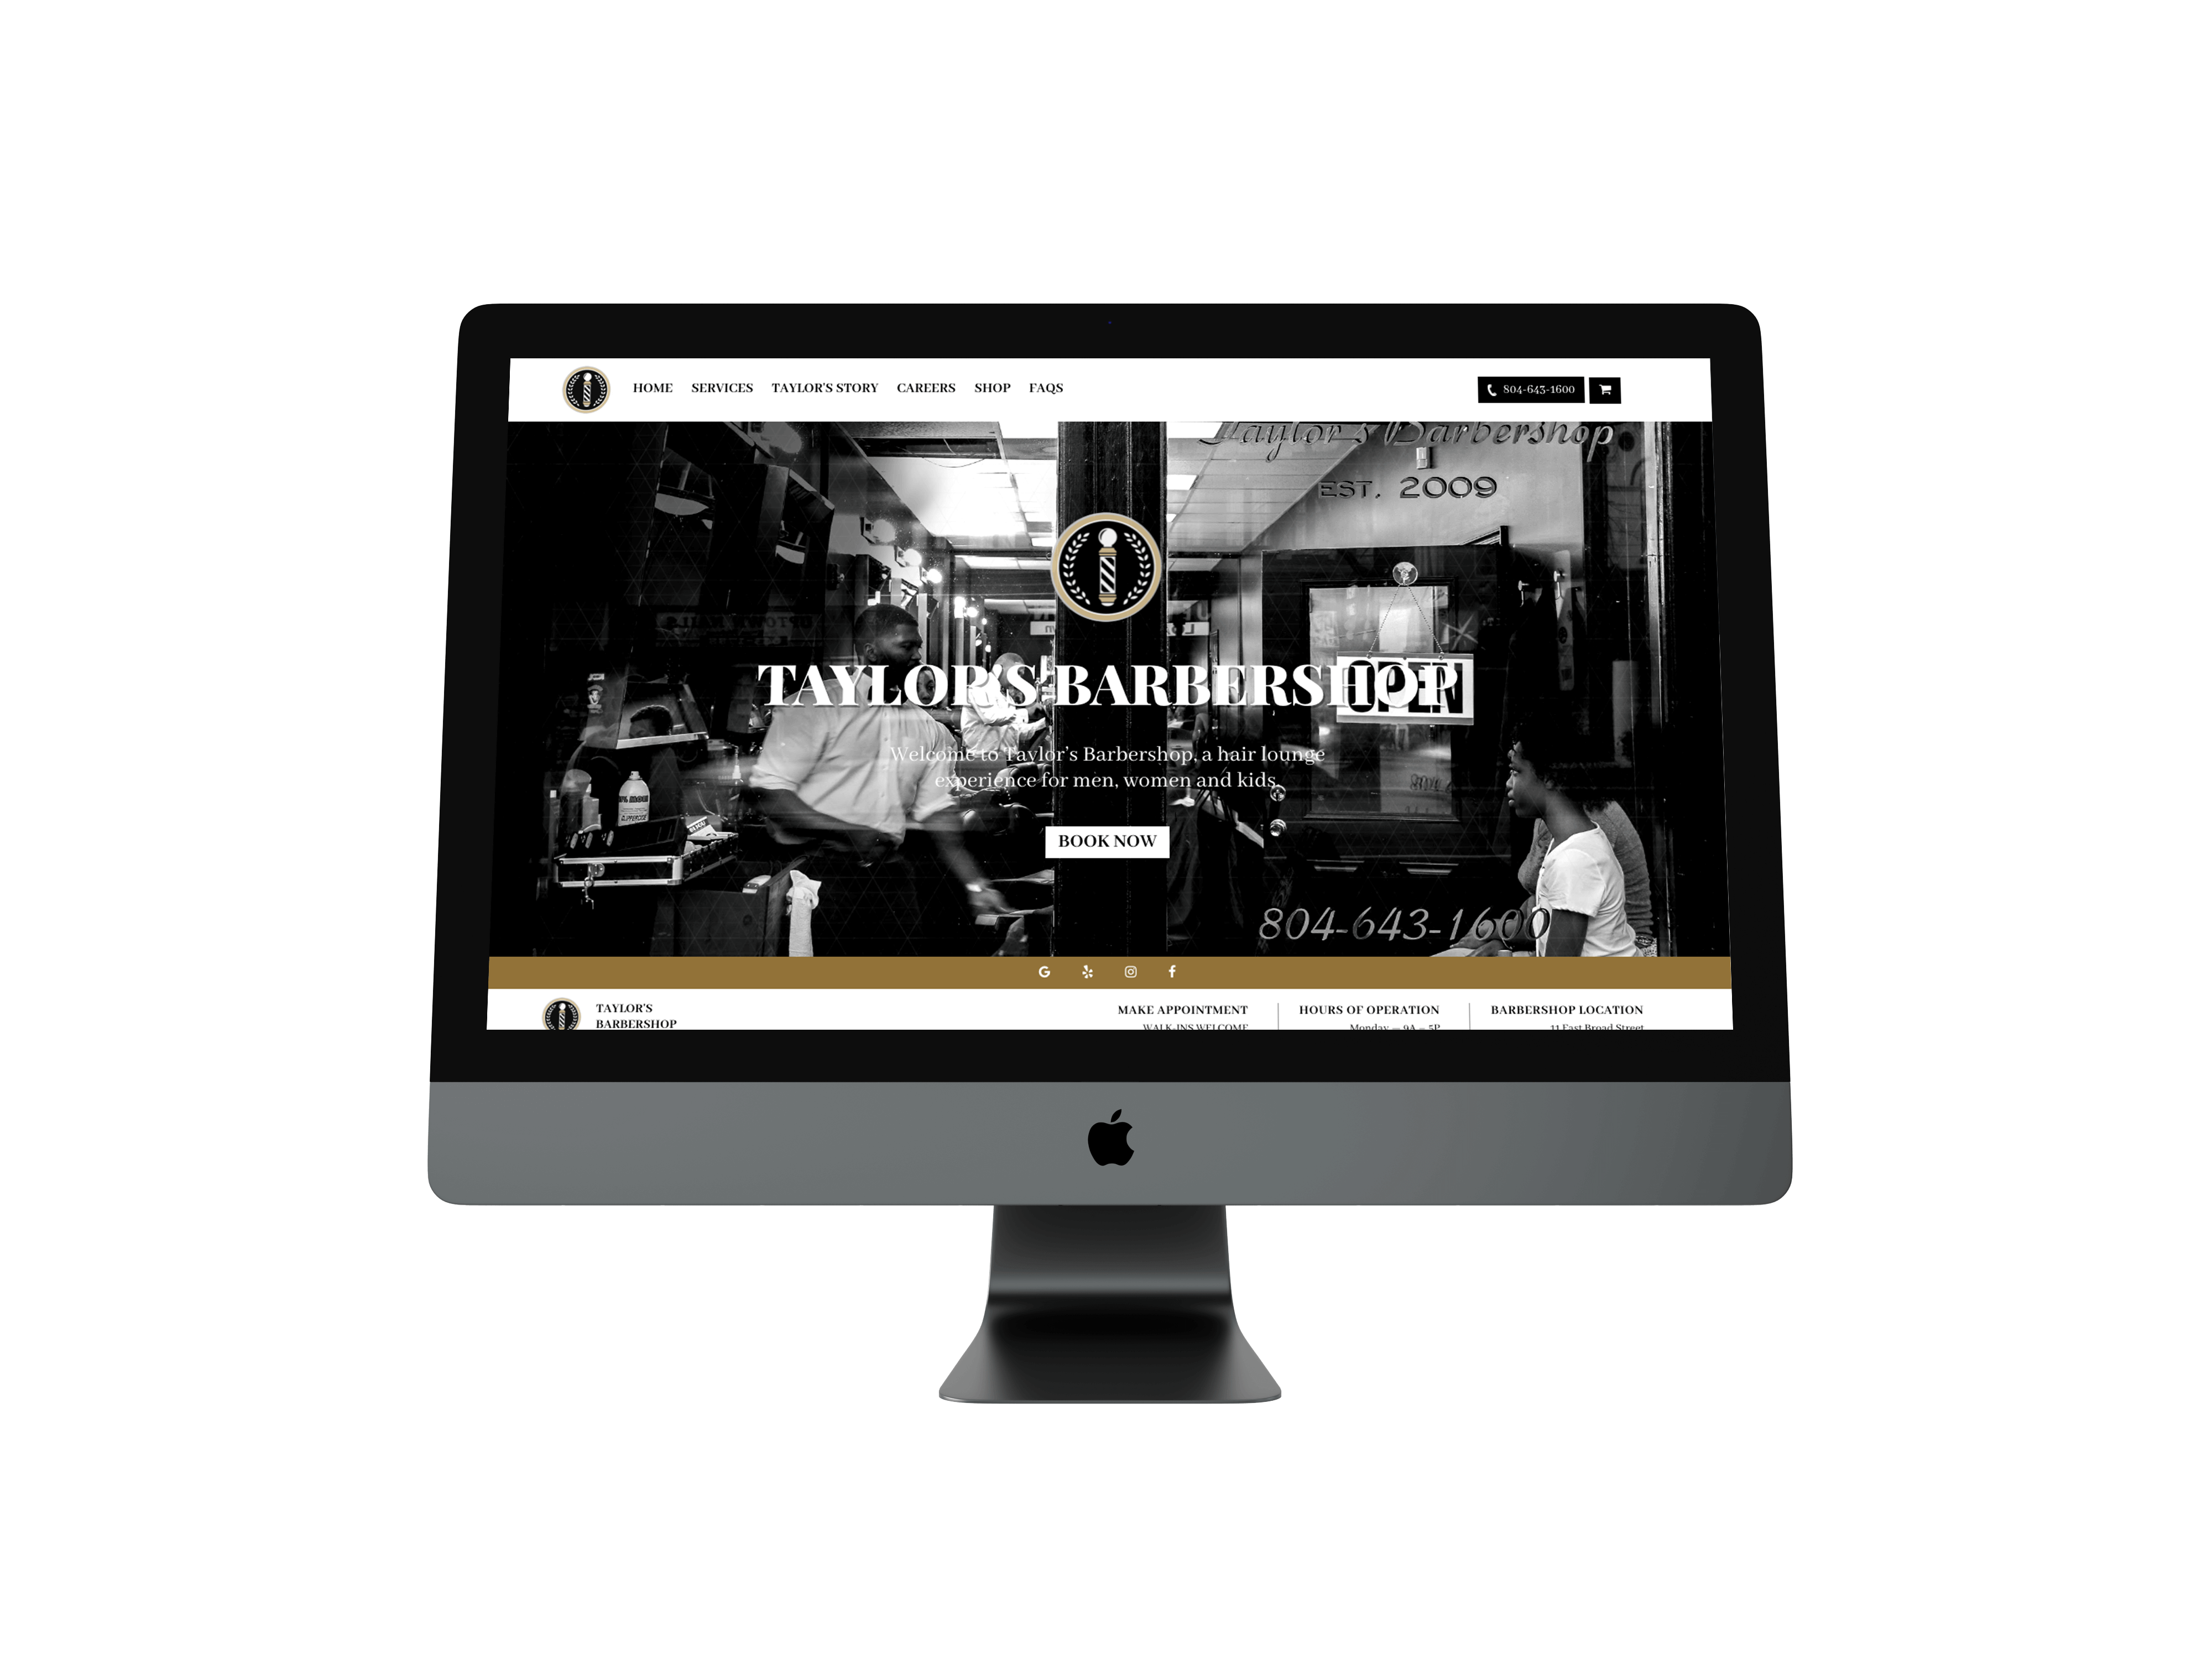 HOME SERVICES TAYLOR'S STORY CAREERS SHOP FAQS
804-643-1600
Taylor's Barbershop
EST. 2009
TAYLOR'S BARBERSHOP
OPEN
Welcome to Taylor's Barbershop, a hair lounge
experience for men, women and kids.
BOOK NOW
804-643-1600
TAYLOR'S
BARBERSHOP
MAKE APPOINTMENT
WALK-INS WELCOME
HOURS OF OPERATION
Monday — 9A – 5P
BARBERSHOP LOCATION
11 East Broad Street